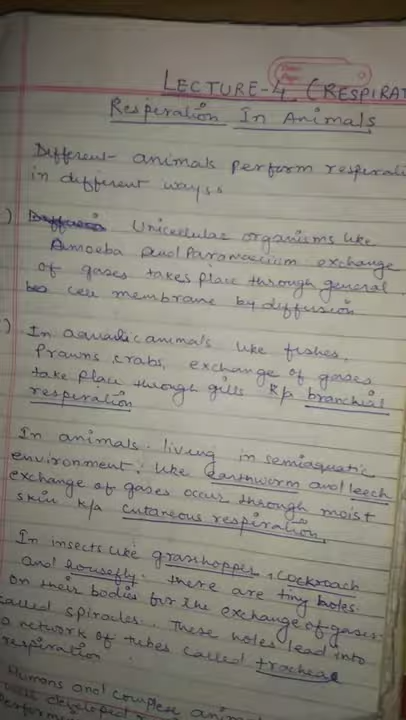 LECTURE-4 (RESPIRAT
Respiration In Animals
Different animals perform respirati
in different ways.
) Unicellular organisms like
Amoeba and Paramaecium exchange
of gases takes place through general
cell membrane by diffusion
) In aquatic animals like fishes,
Prawns, crabs, exchange of gases
take place through gills k/a branchial
respiration
In animals living in semiaquatic
environment, like earthworm and leech
exchange of gases occur through moist
skin k/a cutaneous respiration.
In insects like grasshopper, cockroach
and housefly. there are tiny holes
on their bodies for the exchange of gases
called spiracles. These holes lead into
a network of tubes called tracheal
respiration.
Humans and complex anim
developed
perform